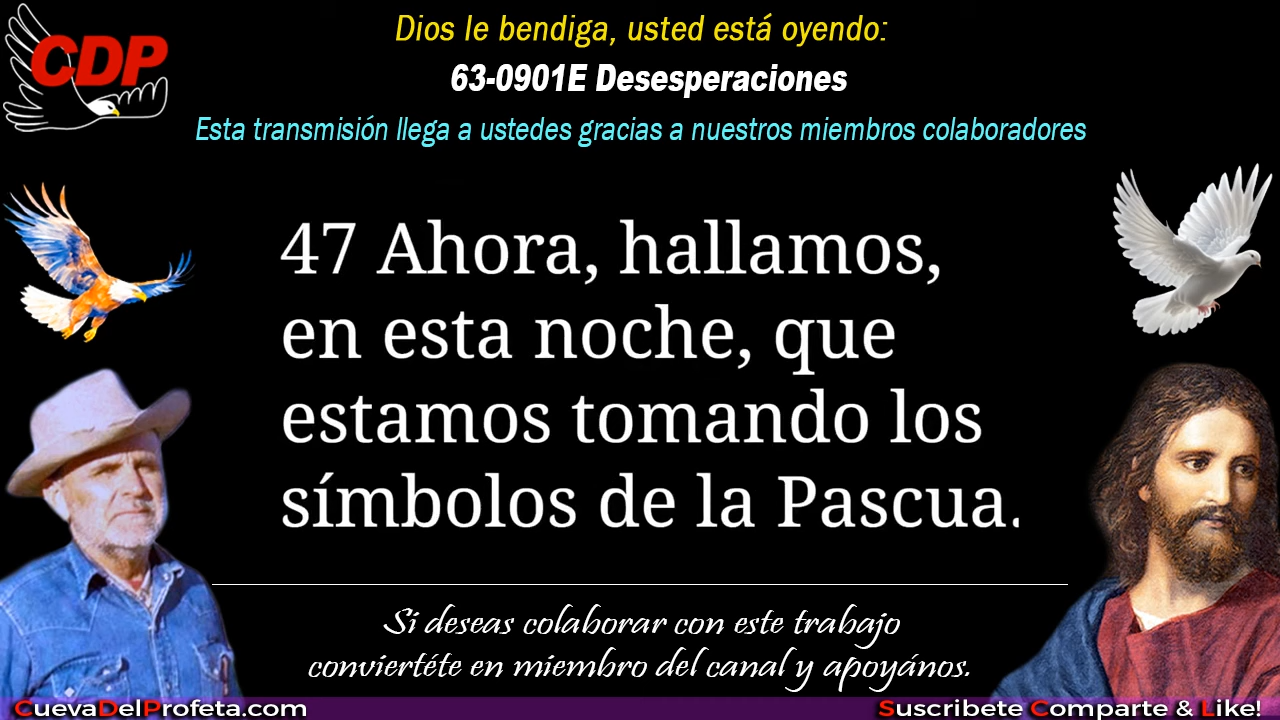 CDP
Dios le bendiga, usted está oyendo:
63-0901E Desesperaciones
Esta transmisión llega a ustedes gracias a nuestros miembros colaboradores
47 Ahora, hallamos,
en esta noche, que
estamos tomando los
símbolos de la Pascua.
Si deseas colaborar con este trabajo
conviertéte en miembro del canal y apoyános.
CuevaDelProfeta.com
Suscribete Comparte & Like!